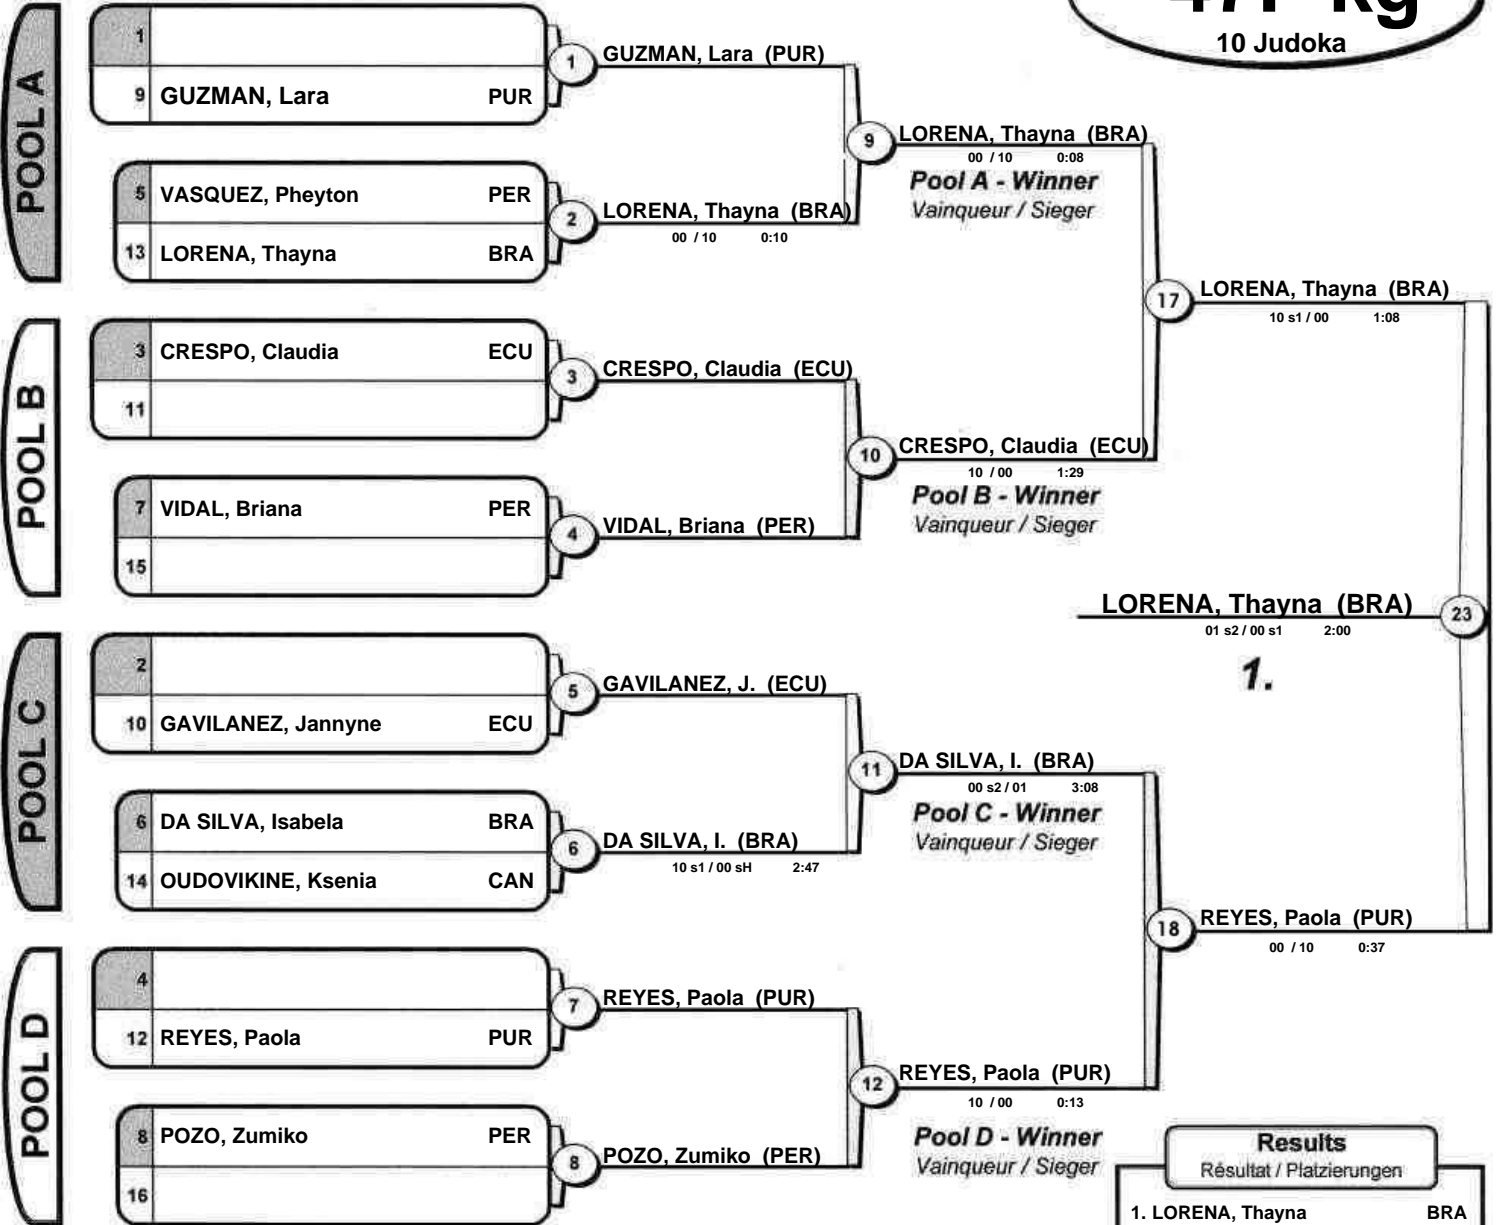 10 Judoka
POOL A
1
9 GUZMAN, Lara PUR
1 GUZMAN, Lara (PUR)
5 VASQUEZ, Pheyton PER
13 LORENA, Thayna BRA
2 LORENA, Thayna (BRA)
00 / 10 0:10
9 LORENA, Thayna (BRA)
00 / 10 0:08
Pool A - Winner
Vainqueur / Sieger
POOL B
3 CRESPO, Claudia ECU
11
3 CRESPO, Claudia (ECU)
7 VIDAL, Briana PER
15
4 VIDAL, Briana (PER)
10 CRESPO, Claudia (ECU)
10 / 00 1:29
Pool B - Winner
Vainqueur / Sieger
17 LORENA, Thayna (BRA)
10 s1 / 00 1:08
LORENA, Thayna (BRA) 23
01 s2 / 00 s1 2:00
1.
POOL C
2
10 GAVILANEZ, Jannyne ECU
5 GAVILANEZ, J. (ECU)
6 DA SILVA, Isabela BRA
14 OUDOVIKINE, Ksenia CAN
6 DA SILVA, I. (BRA)
10 s1 / 00 sH 2:47
11 DA SILVA, I. (BRA)
00 s2 / 01 3:08
Pool C - Winner
Vainqueur / Sieger
POOL D
4
12 REYES, Paola PUR
7 REYES, Paola (PUR)
8 POZO, Zumiko PER
16
8 POZO, Zumiko (PER)
12 REYES, Paola (PUR)
10 / 00 0:13
Pool D - Winner
Vainqueur / Sieger
18 REYES, Paola (PUR)
00 / 10 0:37
Results
Résultat / Platzierungen
1. LORENA, Thayna BRA